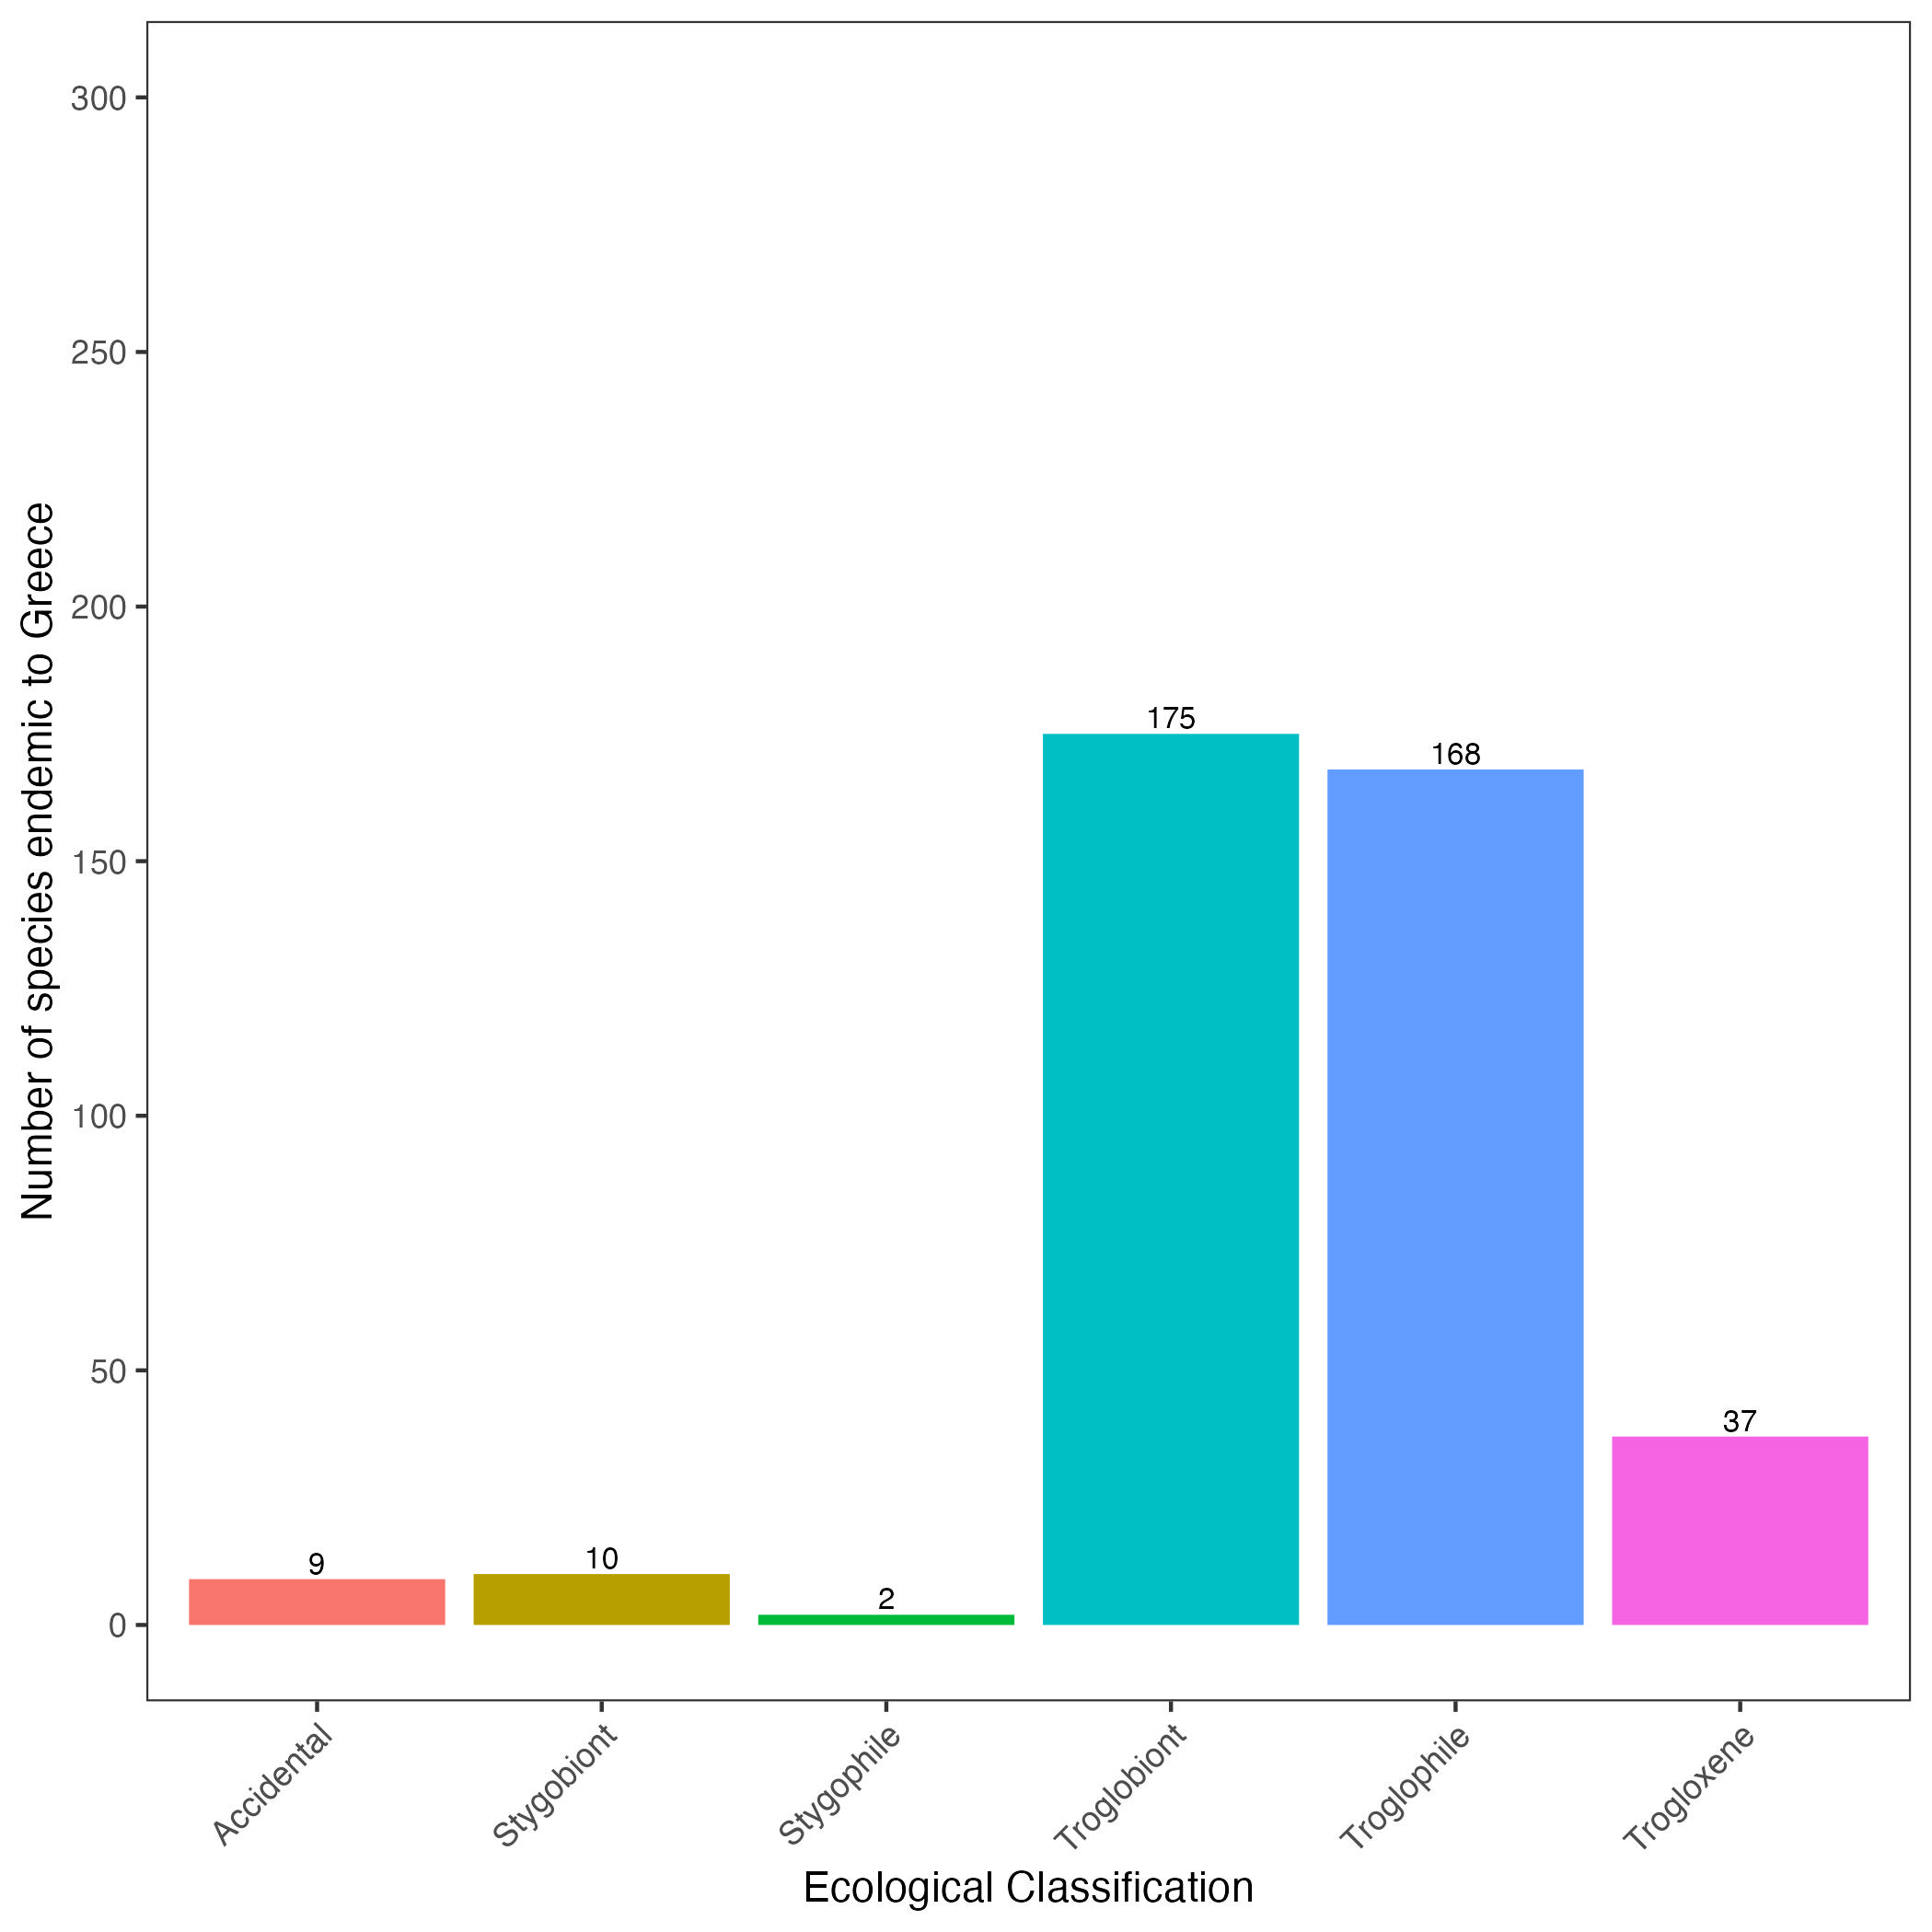 Number of species endemic to Greece
300
250
200
150
100
50
0
9
10
2
175
168
37
Accidental
Stygobiont
Stygophile
Troglobiont
Troglophile
Trogloxene
Ecological Classification